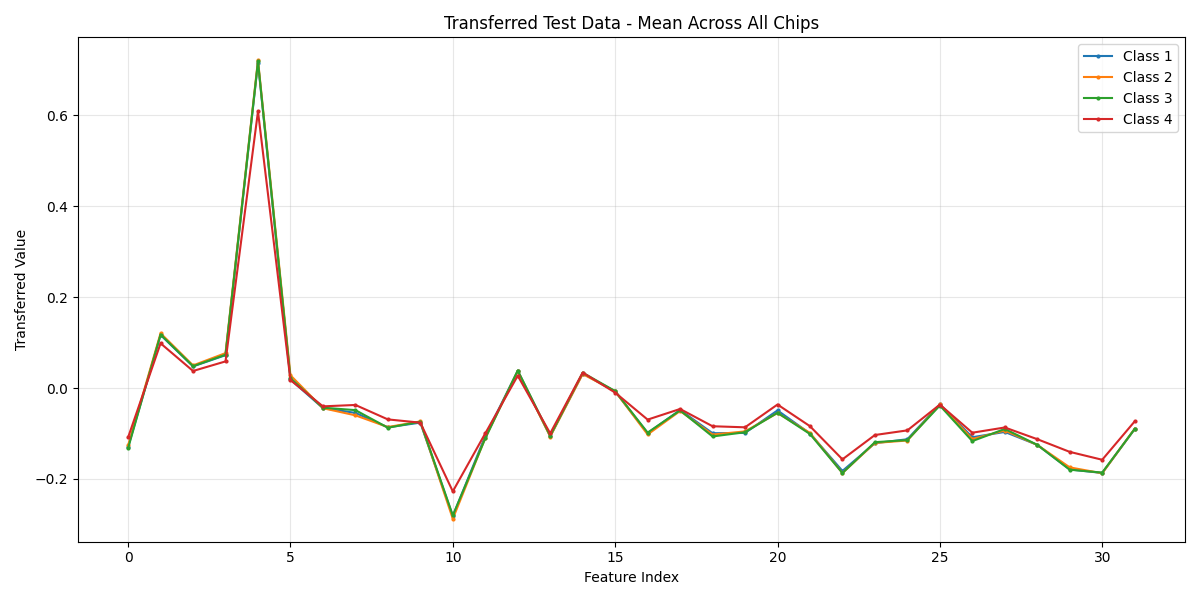 Transferred Test Data - Mean Across All Chips
Class 1
Class 2
Class 3
Class 4
Transferred Value
0.6
0.4
0.2
0.0
−0.2
0
5
10
15
20
25
30
Feature Index